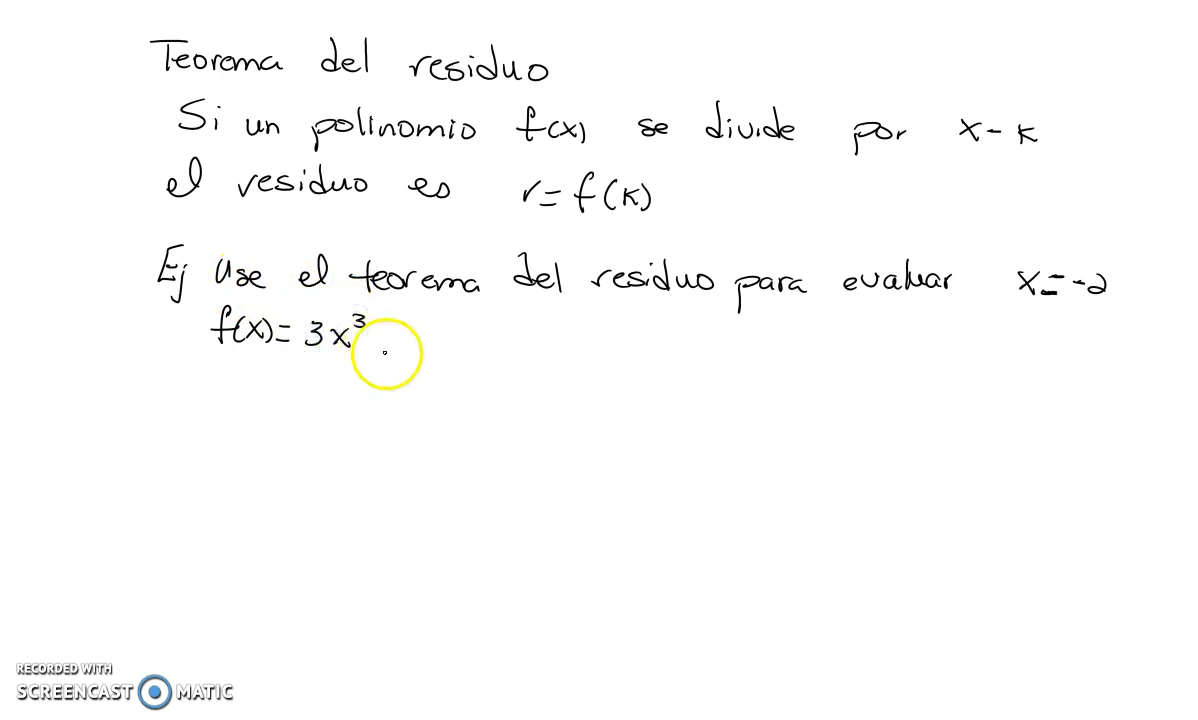 Teorema del residuo
Si un polinomio f(x) se divide por x-k
el residuo es r=f(k)
Ej Use el teorema del residuo para evaluar x=-2
f(x)= 3x³
RECORDED WITH
SCREENCAST MATIC